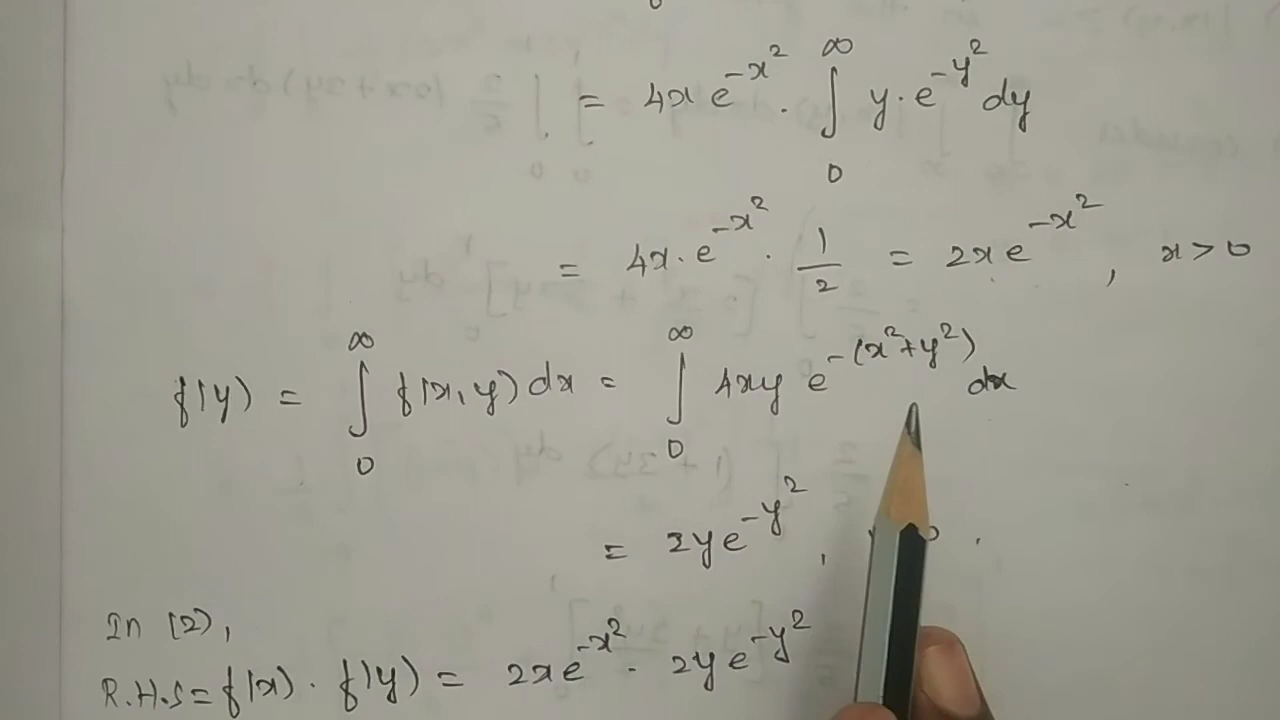 = 4x e^{-x^2} . ∫_0^∞ y . e^{-y^2} dy
= 4x . e^{-x^2} . 1/2 = 2x e^{-x^2} , x > 0
f(y) = ∫_0^∞ f(x,y) dx = ∫_0^∞ 4xy e^{-(x^2+y^2)} dx
= 2y e^{-y^2} ,
In (2),
R.H.S = f(x) . f(y) = 2x e^{-x^2} . 2y e^{-y^2}